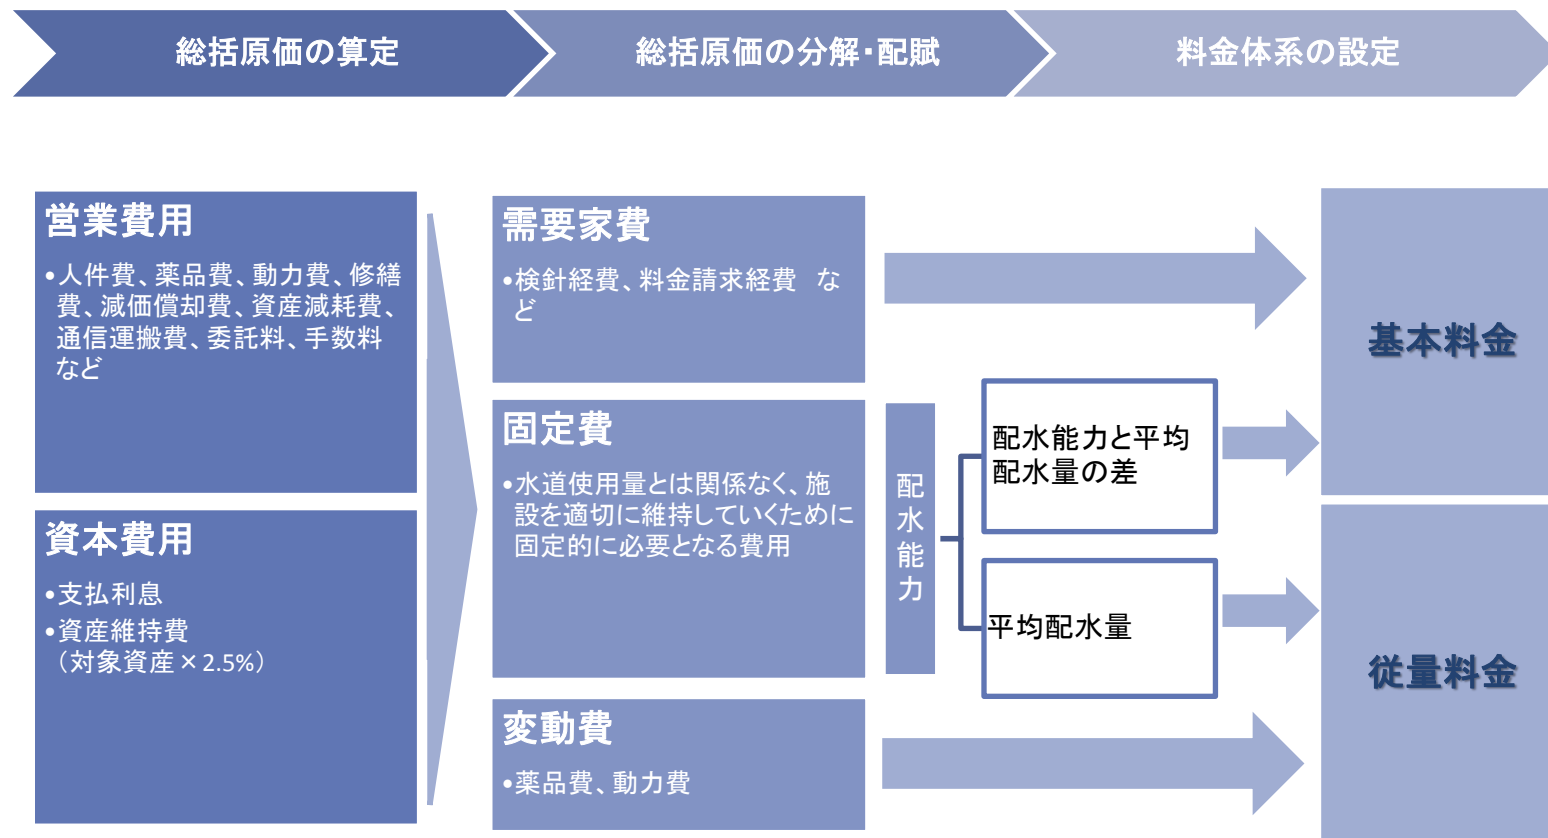 総括原価の算定
総括原価の分解・配賦
料金体系の設定
営業費用
•人件費、薬品費、動力費、修繕
費、減価償却費、資産減耗費、
通信運搬費、委託料、手数料
など
資本費用
•支払利息
•資産維持費
（対象資産×2.5%）
需要家費
•検針経費、料金請求経費　な
ど
固定費
•水道使用量とは関係なく、施
設を適切に維持していくために
固定的に必要となる費用
変動費
•薬品費、動力費
配水能力
配水能力と平均
配水量の差
平均配水量
基本料金
従量料金